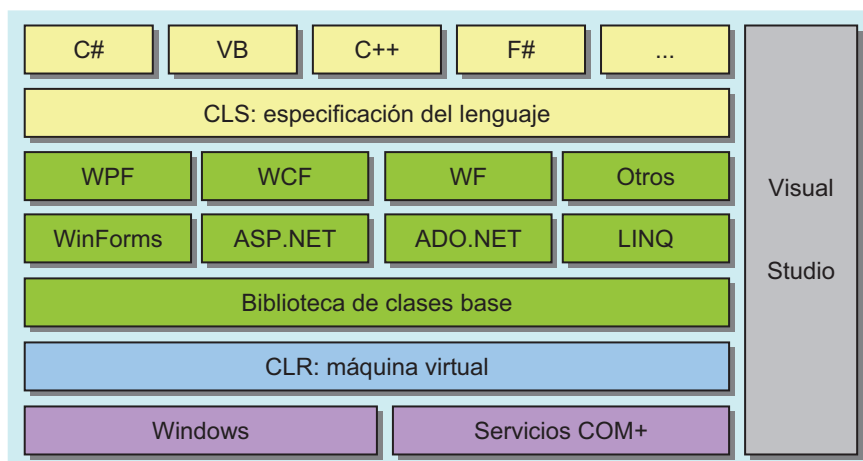 C#
VB
C++
F#
...
CLS: especificación del lenguaje
WPF
WCF
WF
Otros
WinForms
ASP.NET
ADO.NET
LINQ
Biblioteca de clases base
CLR: máquina virtual
Windows
Servicios COM+
Visual
Studio